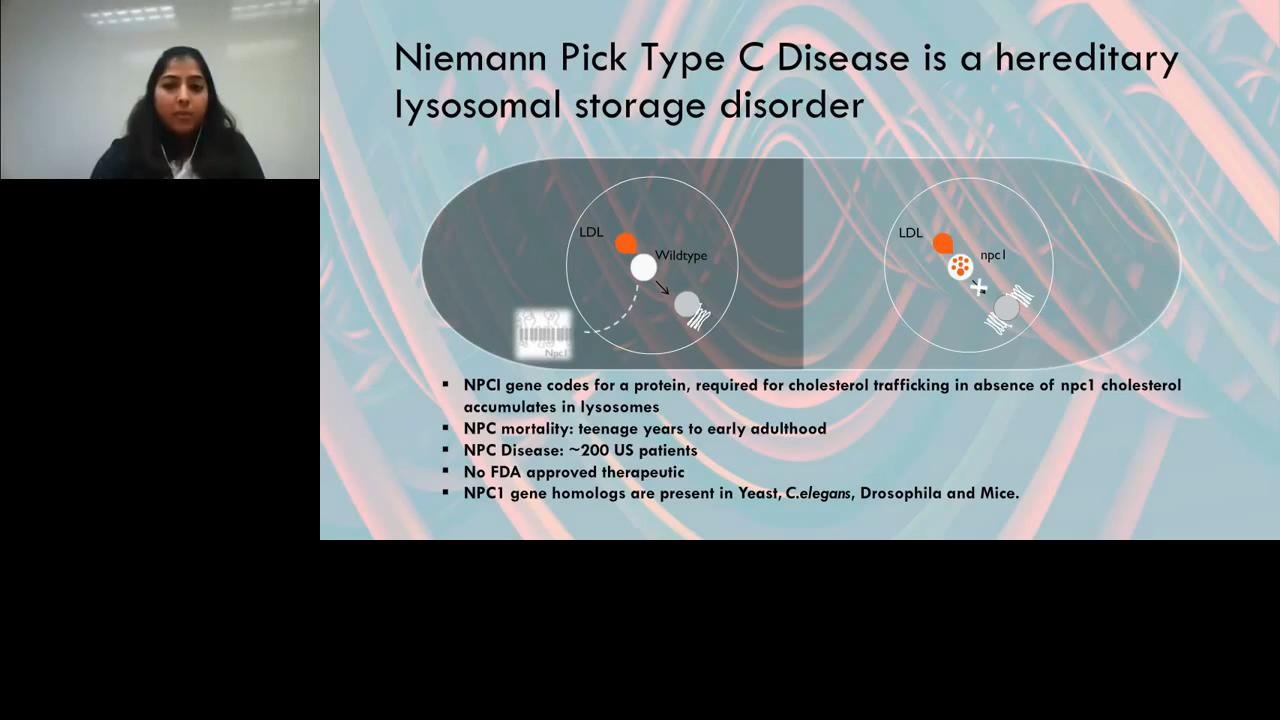 Niemann Pick Type C Disease is a hereditary
lysosomal storage disorder
LDL
Wildtype
Npc1
LDL
npc1
▪ NPCI gene codes for a protein, required for cholesterol trafficking in absence of npc1 cholesterol
accumulates in lysosomes
▪ NPC mortality: teenage years to early adulthood
▪ NPC Disease: ~200 US patients
▪ No FDA approved therapeutic
▪ NPC1 gene homologs are present in Yeast, C.elegans, Drosophila and Mice.